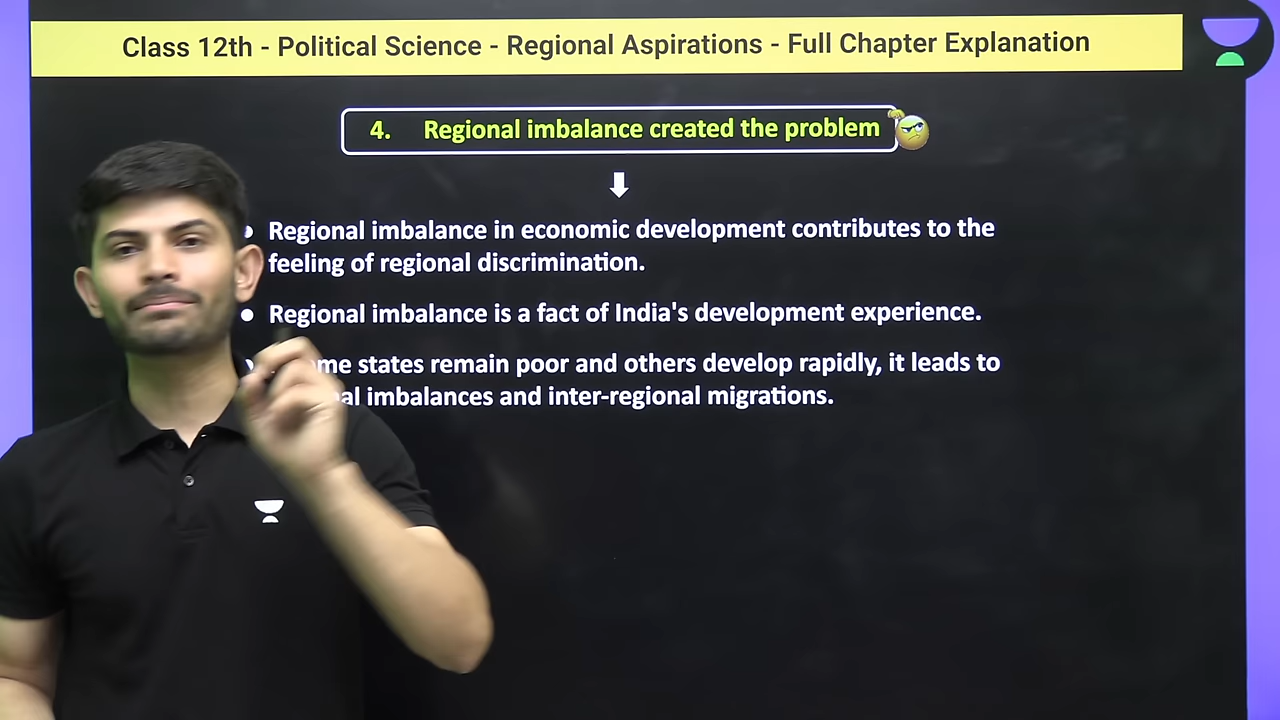 Class 12th - Political Science - Regional Aspirations - Full Chapter Explanation
4. Regional imbalance created the problem
• Regional imbalance in economic development contributes to the
feeling of regional discrimination.
• Regional imbalance is a fact of India's development experience.
states remain poor and others develop rapidly, it leads to
imbalances and inter-regional migrations.